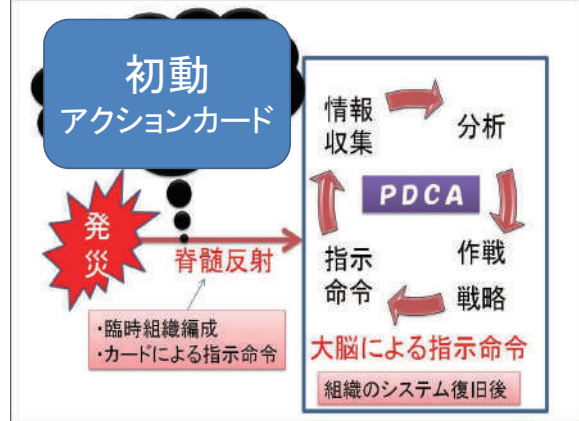 初動
アクションカード
発
災
脊髄反射
・臨時組織編成
・カードによる指示命令
情報
収集
分析
PDCA
指示
命令
作戦
戦略
大脳による指示命令
組織のシステム復旧後